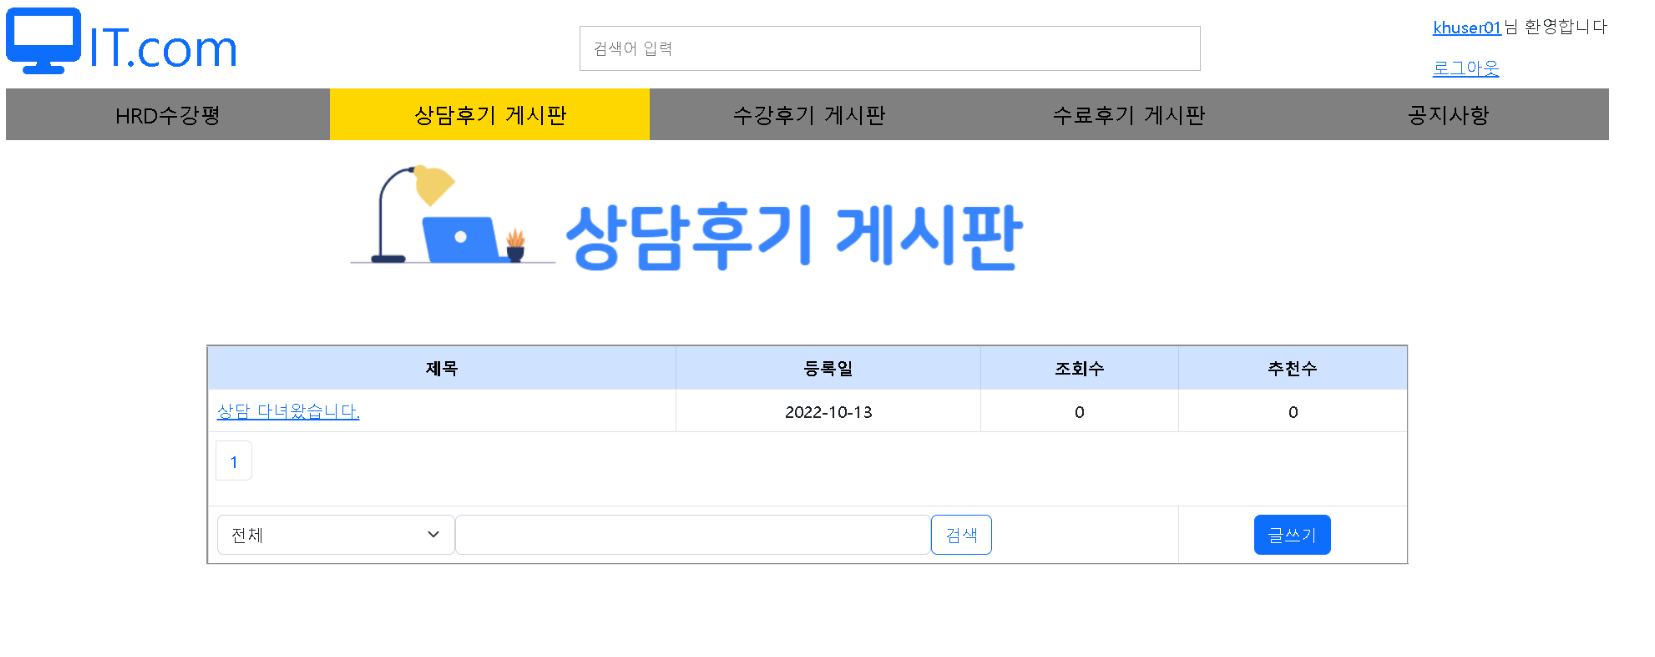 IT.com
검색어 입력
khuser01님 환영합니다
로그아웃
HRD수강평 상담후기 게시판 수강후기 게시판 수료후기 게시판 공지사항
상담후기 게시판
제목 등록일 조회수 추천수
상담 다녀왔습니다. 2022-10-13 0 0
1
전체 검색 글쓰기